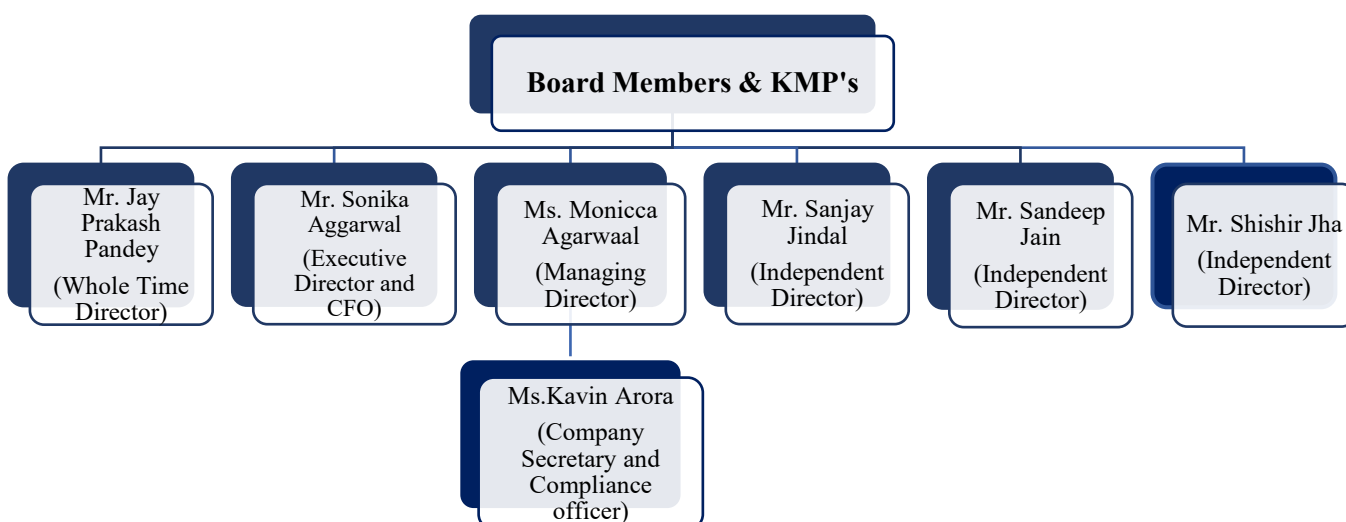 Board Members & KMP's
Mr. Jay
Prakash
Pandey
(Whole Time
Director)
Mr. Sonika
Aggarwal
(Executive
Director and
CFO)
Ms. Monicca
Agarwaal
(Managing
Director)
Mr. Sanjay
Jindal
(Independent
Director)
Mr. Sandeep
Jain
(Independent
Director)
Mr. Shishir Jha
(Independent
Director)
Ms.Kavin Arora
(Company
Secretary and
Compliance
officer)